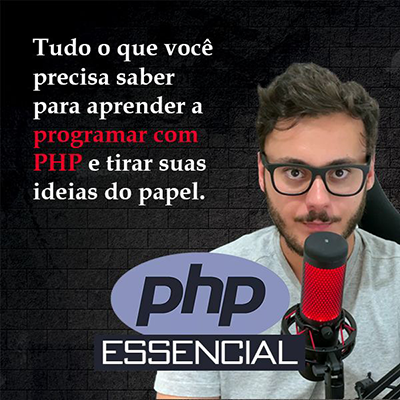 Tudo o que você
precisa saber
para aprender a
programar com
PHP e tirar suas
ideias do papel.
php
ESSENCIAL